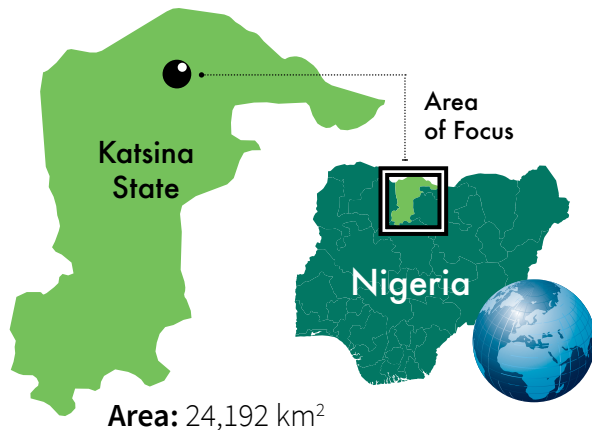 Katsina
State
Area
of Focus
Nigeria
Area: 24,192 km²